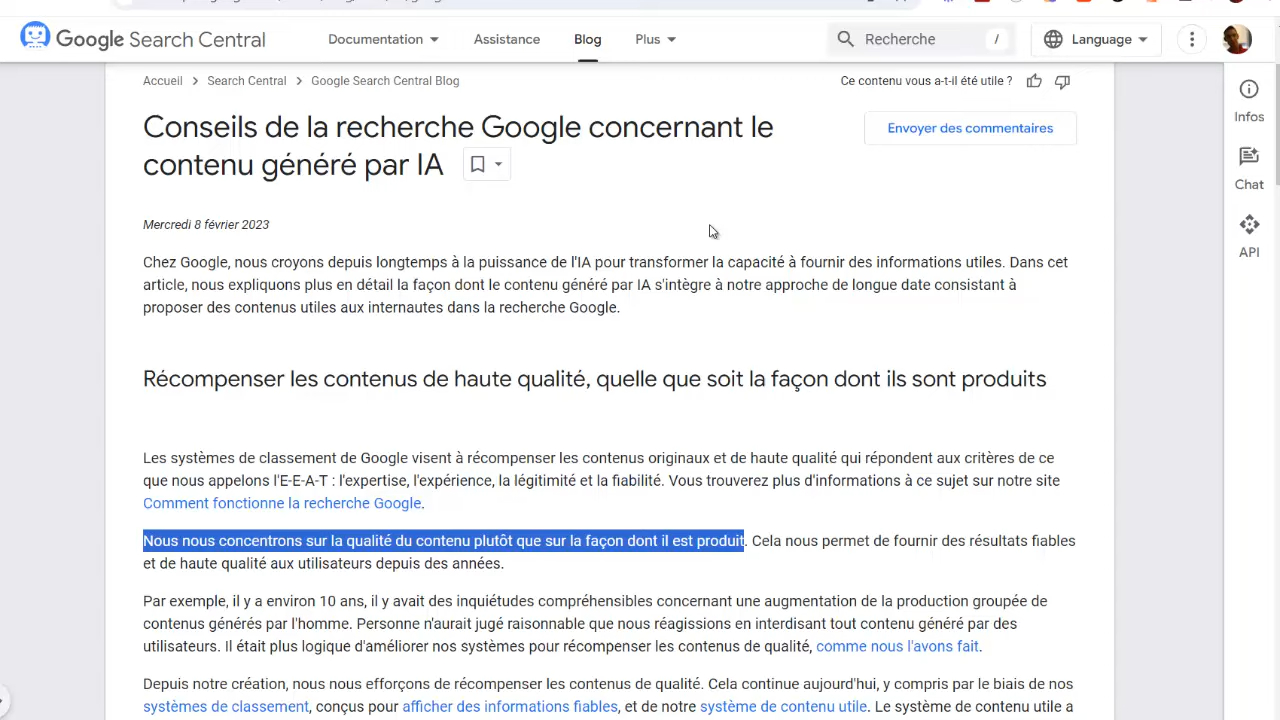 Google Search Central
Documentation
Assistance
Blog
Plus
Recherche
/
Language
Accueil > Search Central > Google Search Central Blog
Ce contenu vous a-t-il été utile ?
Infos
Conseils de la recherche Google concernant le
contenu généré par IA
Envoyer des commentaires
Chat
Mercredi 8 février 2023
API
Chez Google, nous croyons depuis longtemps à la puissance de l'IA pour transformer la capacité à fournir des informations utiles. Dans cet
article, nous expliquons plus en détail la façon dont le contenu généré par IA s'intègre à notre approche de longue date consistant à
proposer des contenus utiles aux internautes dans la recherche Google.
Récompenser les contenus de haute qualité, quelle que soit la façon dont ils sont produits
Les systèmes de classement de Google visent à récompenser les contenus originaux et de haute qualité qui répondent aux critères de ce
que nous appelons l'E-E-A-T : l'expertise, l'expérience, la légitimité et la fiabilité. Vous trouverez plus d'informations à ce sujet sur notre site
Comment fonctionne la recherche Google.
Nous nous concentrons sur la qualité du contenu plutôt que sur la façon dont il est produit. Cela nous permet de fournir des résultats fiables
et de haute qualité aux utilisateurs depuis des années.
Par exemple, il y a environ 10 ans, il y avait des inquiétudes compréhensibles concernant une augmentation de la production groupée de
contenus générés par l'homme. Personne n'aurait jugé raisonnable que nous réagissions en interdisant tout contenu généré par des
utilisateurs. Il était plus logique d'améliorer nos systèmes pour récompenser les contenus de qualité, comme nous l'avons fait.
Depuis notre création, nous nous efforçons de récompenser les contenus de qualité. Cela continue aujourd'hui, y compris par le biais de nos
systèmes de classement, conçus pour afficher des informations fiables, et de notre système de contenu utile. Le système de contenu utile a